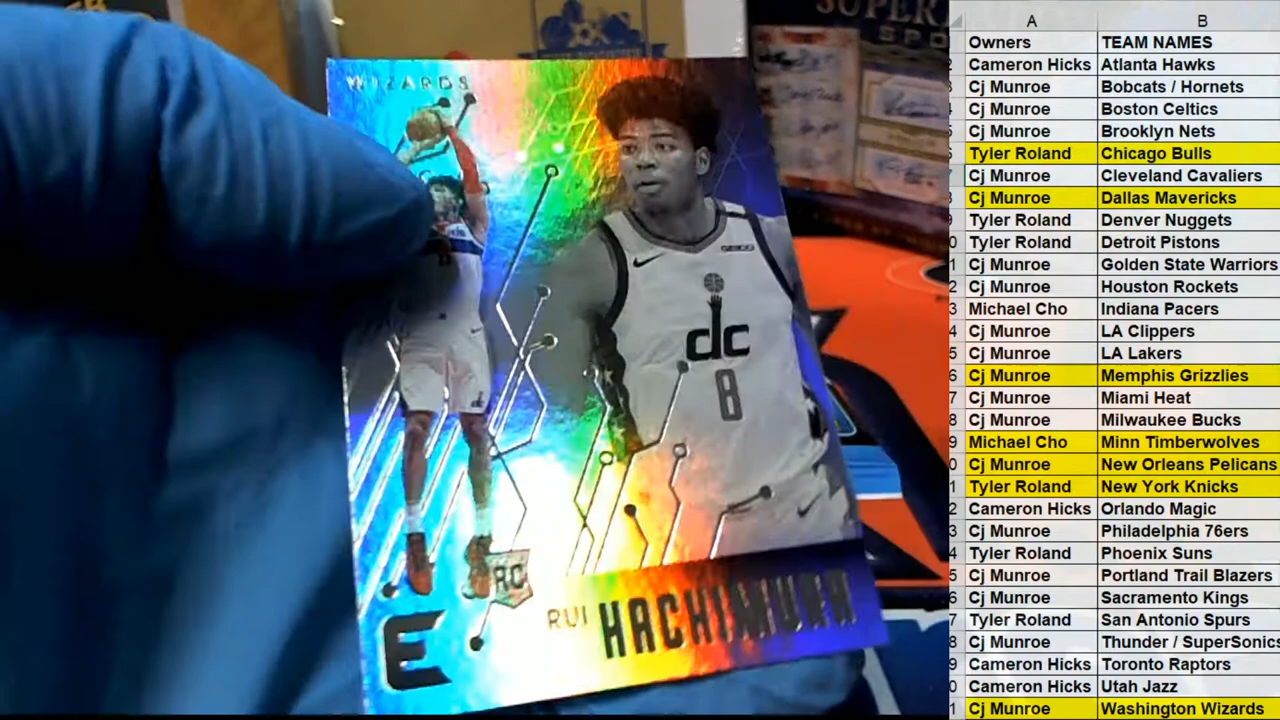 WIZARDS
GEICO
dc
8
RC
E
RUI HACHIMURA
SUPER
SPO
A B
Owners TEAM NAMES
Cameron Hicks Atlanta Hawks
Cj Munroe Bobcats / Hornets
Cj Munroe Boston Celtics
Cj Munroe Brooklyn Nets
Tyler Roland Chicago Bulls
Cj Munroe Cleveland Cavaliers
Cj Munroe Dallas Mavericks
Tyler Roland Denver Nuggets
Tyler Roland Detroit Pistons
Cj Munroe Golden State Warriors
Cj Munroe Houston Rockets
Michael Cho Indiana Pacers
Cj Munroe LA Clippers
Cj Munroe LA Lakers
Cj Munroe Memphis Grizzlies
Cj Munroe Miami Heat
Cj Munroe Milwaukee Bucks
Michael Cho Minn Timberwolves
Cj Munroe New Orleans Pelicans
Tyler Roland New York Knicks
Cameron Hicks Orlando Magic
Cj Munroe Philadelphia 76ers
Tyler Roland Phoenix Suns
Cj Munroe Portland Trail Blazers
Cj Munroe Sacramento Kings
Tyler Roland San Antonio Spurs
Cj Munroe Thunder / SuperSonics
Cameron Hicks Toronto Raptors
Cameron Hicks Utah Jazz
Cj Munroe Washington Wizards